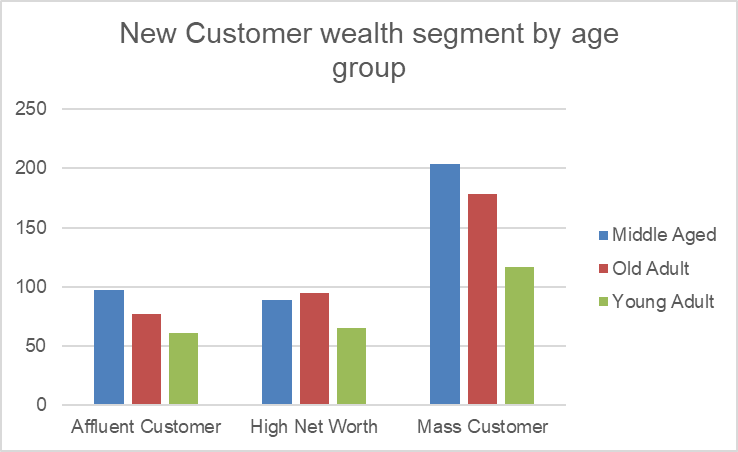 New Customer wealth segment by age
group
250
200
150
100
50
0
Affluent Customer
High Net Worth
Mass Customer
Middle Aged
Old Adult
Young Adult